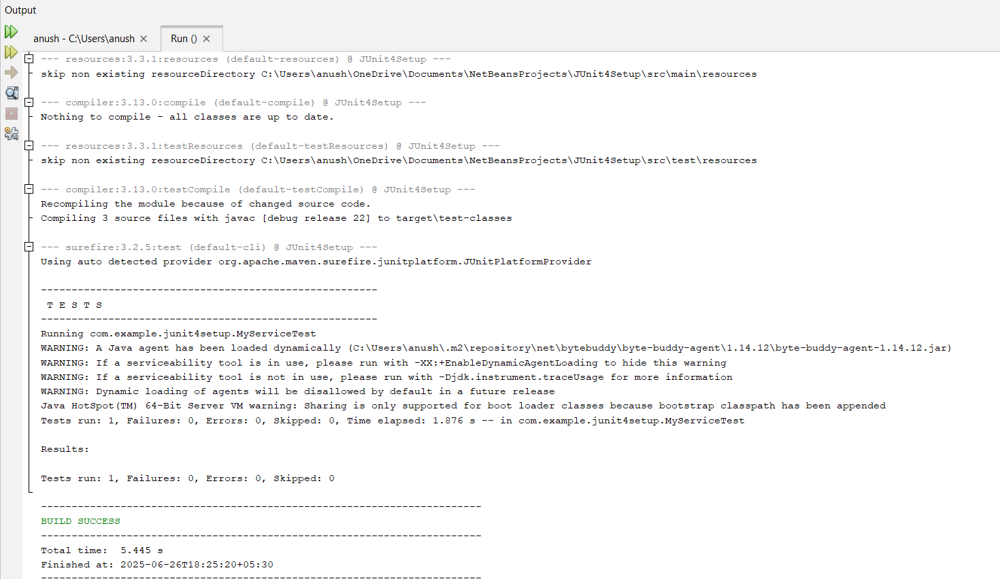 Output
anush - C:\Users\anush × Run () ×
--- resources:3.3.1:resources (default-resources) @ JUnit4Setup ---
skip non existing resourceDirectory C:\Users\anush\OneDrive\Documents\NetBeansProjects\JUnit4Setup\src\main\resources
--- compiler:3.13.0:compile (default-compile) @ JUnit4Setup ---
Nothing to compile - all classes are up to date.
--- resources:3.3.1:testResources (default-testResources) @ JUnit4Setup ---
skip non existing resourceDirectory C:\Users\anush\OneDrive\Documents\NetBeansProjects\JUnit4Setup\src\test\resources
--- compiler:3.13.0:testCompile (default-testCompile) @ JUnit4Setup ---
Recompiling the module because of changed source code.
Compiling 3 source files with javac [debug release 22] to target\test-classes
--- surefire:3.2.5:test (default-cli) @ JUnit4Setup ---
Using auto detected provider org.apache.maven.surefire.junitplatform.JUnitPlatformProvider
-------------------------------------------------------
T E S T S
-------------------------------------------------------
Running com.example.junit4setup.MyServiceTest
WARNING: A Java agent has been loaded dynamically (C:\Users\anush\.m2\repository\net\bytebuddy\byte-buddy-agent\1.14.12\byte-buddy-agent-1.14.12.jar)
WARNING: If a serviceability tool is in use, please run with -XX:+EnableDynamicAgentLoading to hide this warning
WARNING: If a serviceability tool is not in use, please run with -Djdk.instrument.traceUsage for more information
WARNING: Dynamic loading of agents will be disallowed by default in a future release
Java HotSpot(TM) 64-Bit Server VM warning: Sharing is only supported for boot loader classes because bootstrap classpath has been appended
Tests run: 1, Failures: 0, Errors: 0, Skipped: 0, Time elapsed: 1.876 s -- in com.example.junit4setup.MyServiceTest
Results:
Tests run: 1, Failures: 0, Errors: 0, Skipped: 0
------------------------------------------------------------------------
BUILD SUCCESS
------------------------------------------------------------------------
Total time:  5.445 s
Finished at: 2025-06-26T18:25:20+05:30
------------------------------------------------------------------------